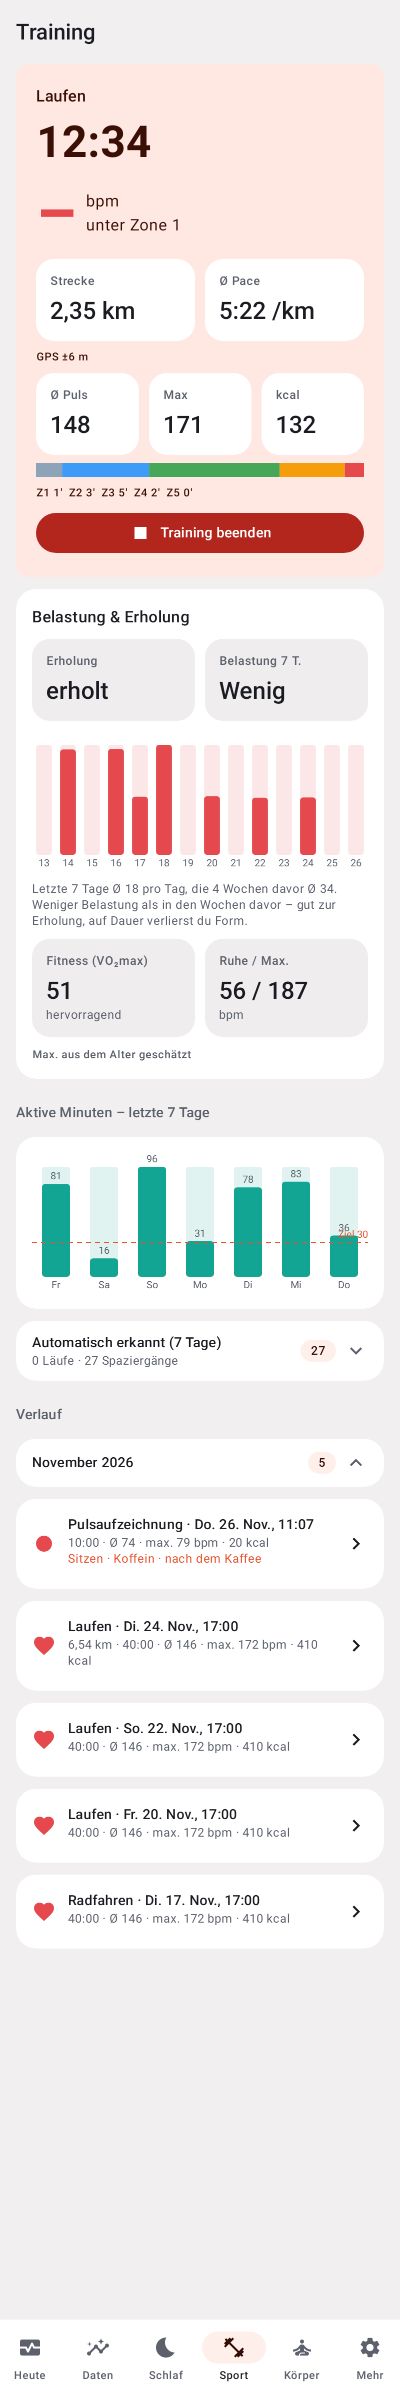 Training
Laufen
12:34
bpm
unter Zone 1
Strecke
2,35 km
Ø Pace
5:22 /km
GPS ±6 m
Ø Puls
148
Max
171
kcal
132
Z1 1' Z2 3' Z3 5' Z4 2' Z5 0'
Training beenden
Belastung & Erholung
Erholung
erholt
Belastung 7 T.
Wenig
13 14 15 16 17 18 19 20 21 22 23 24 25 26
Letzte 7 Tage Ø 18 pro Tag, die 4 Wochen davor Ø 34.
Weniger Belastung als in den Wochen davor – gut zur
Erholung, auf Dauer verlierst du Form.
Fitness (VO₂max)
51
hervorragend
Ruhe / Max.
56 / 187
bpm
Max. aus dem Alter geschätzt
Aktive Minuten – letzte 7 Tage
81 16 96 31 78 83 36
Ziel 30
Fr Sa So Mo Di Mi Do
Automatisch erkannt (7 Tage)
0 Läufe · 27 Spaziergänge
27
Verlauf
November 2026
5
Pulsaufzeichnung · Do. 26. Nov., 11:07
10:00 · Ø 74 · max. 79 bpm · 20 kcal
Sitzen · Koffein · nach dem Kaffee
Laufen · Di. 24. Nov., 17:00
6,54 km · 40:00 · Ø 146 · max. 172 bpm · 410
kcal
Laufen · So. 22. Nov., 17:00
40:00 · Ø 146 · max. 172 bpm · 410 kcal
Laufen · Fr. 20. Nov., 17:00
40:00 · Ø 146 · max. 172 bpm · 410 kcal
Radfahren · Di. 17. Nov., 17:00
40:00 · Ø 146 · max. 172 bpm · 410 kcal
Heute Daten Schlaf Sport Körper Mehr